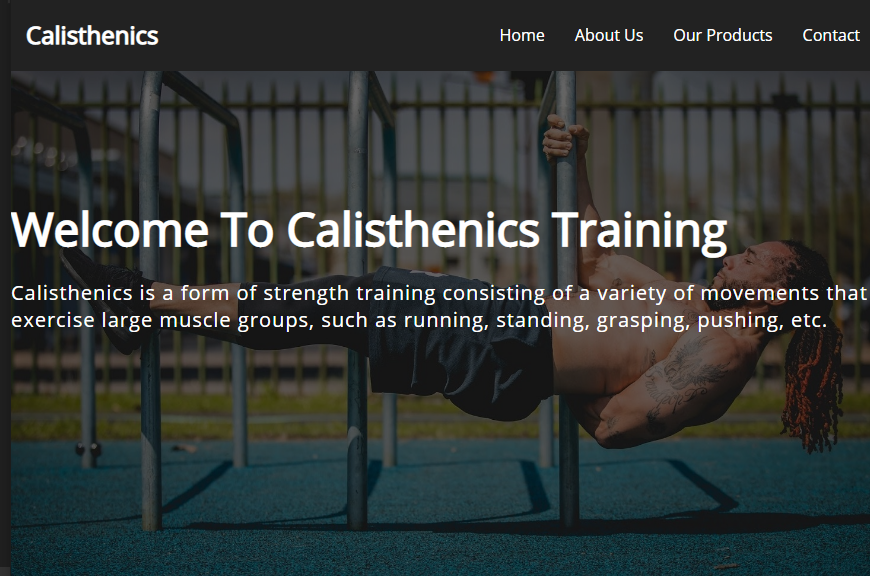 Calisthenics
Home About Us Our Products Contact
Welcome To Calisthenics Training
Calisthenics is a form of strength training consisting of a variety of movements that
exercise large muscle groups, such as running, standing, grasping, pushing, etc.